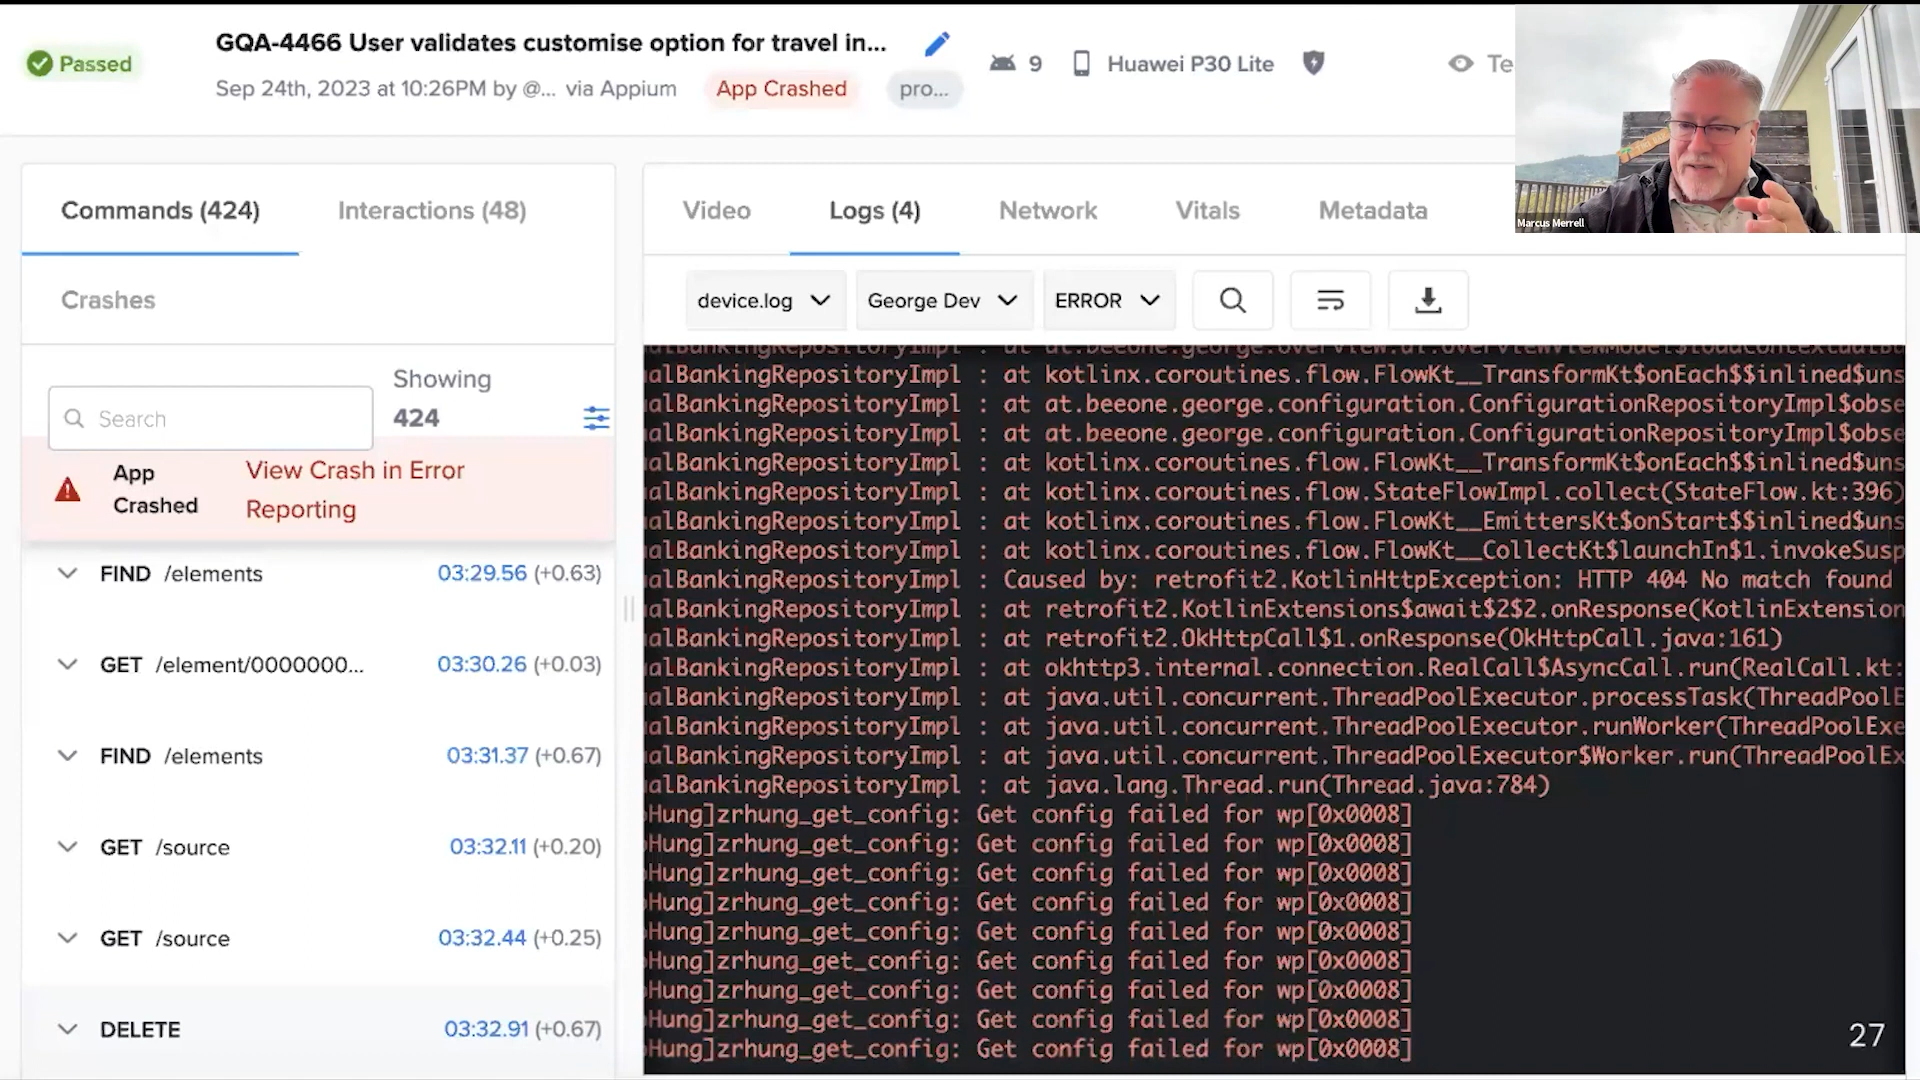 Passed
GQA-4466 User validates customise option for travel in...
Sep 24th, 2023 at 10:26PM by @... via Appium
App Crashed
pro...
9
Huawei P30 Lite
Te
Marcus Merrell
Commands (424)
Interactions (48)
Crashes
Search
Showing
424
App
Crashed
View Crash in Error
Reporting
FIND /elements 03:29.56 (+0.63)
GET /element/0000000... 03:30.26 (+0.03)
FIND /elements 03:31.37 (+0.67)
GET /source 03:32.11 (+0.20)
GET /source 03:32.44 (+0.25)
DELETE 03:32.91 (+0.67)
Video
Logs (4)
Network
Vitals
Metadata
device.log
George Dev
ERROR
alBankingRepositoryImpl : at kotlinx.coroutines.flow.FlowKt__TransformKt$onEach$$inlined$uns
alBankingRepositoryImpl : at at.beeone.george.configuration.ConfigurationRepositoryImpl$obse
alBankingRepositoryImpl : at at.beeone.george.configuration.ConfigurationRepositoryImpl$obse
alBankingRepositoryImpl : at kotlinx.coroutines.flow.FlowKt__TransformKt$onEach$$inlined$uns
alBankingRepositoryImpl : at kotlinx.coroutines.flow.StateFlowImpl.collect(StateFlow.kt:396)
alBankingRepositoryImpl : at kotlinx.coroutines.flow.FlowKt__EmittersKt$onStart$$inlined$uns
alBankingRepositoryImpl : at kotlinx.coroutines.flow.FlowKt__CollectKt$launchIn$1.invokeSusp
alBankingRepositoryImpl : Caused by: retrofit2.KotlinHttpException: HTTP 404 No match found
alBankingRepositoryImpl : at retrofit2.KotlinExtensions$await$2$2.onResponse(KotlinExtension
alBankingRepositoryImpl : at retrofit2.OkHttpCall$1.onResponse(OkHttpCall.java:161)
alBankingRepositoryImpl : at okhttp3.internal.connection.RealCall$AsyncCall.run(RealCall.kt:
alBankingRepositoryImpl : at java.util.concurrent.ThreadPoolExecutor.processTask(ThreadPoolE
alBankingRepositoryImpl : at java.util.concurrent.ThreadPoolExecutor.runWorker(ThreadPoolExe
alBankingRepositoryImpl : at java.util.concurrent.ThreadPoolExecutor$Worker.run(ThreadPoolEx
alBankingRepositoryImpl : at java.lang.Thread.run(Thread.java:784)
Hung]zrhung_get_config: Get config failed for wp[0x0008]
Hung]zrhung_get_config: Get config failed for wp[0x0008]
Hung]zrhung_get_config: Get config failed for wp[0x0008]
Hung]zrhung_get_config: Get config failed for wp[0x0008]
Hung]zrhung_get_config: Get config failed for wp[0x0008]
Hung]zrhung_get_config: Get config failed for wp[0x0008]
Hung]zrhung_get_config: Get config failed for wp[0x0008]
Hung]zrhung_get_config: Get config failed for wp[0x0008]
Hung]zrhung_get_config: Get config failed for wp[0x0008]
27